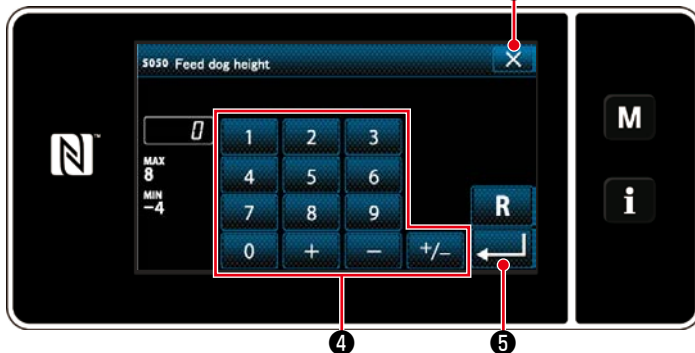 S050 Feed dog height
0
MAX
8
MIN
−4
1 2 3
4 5 6
7 8 9
0 + − +/−
R
M
i
N
❹ ❺